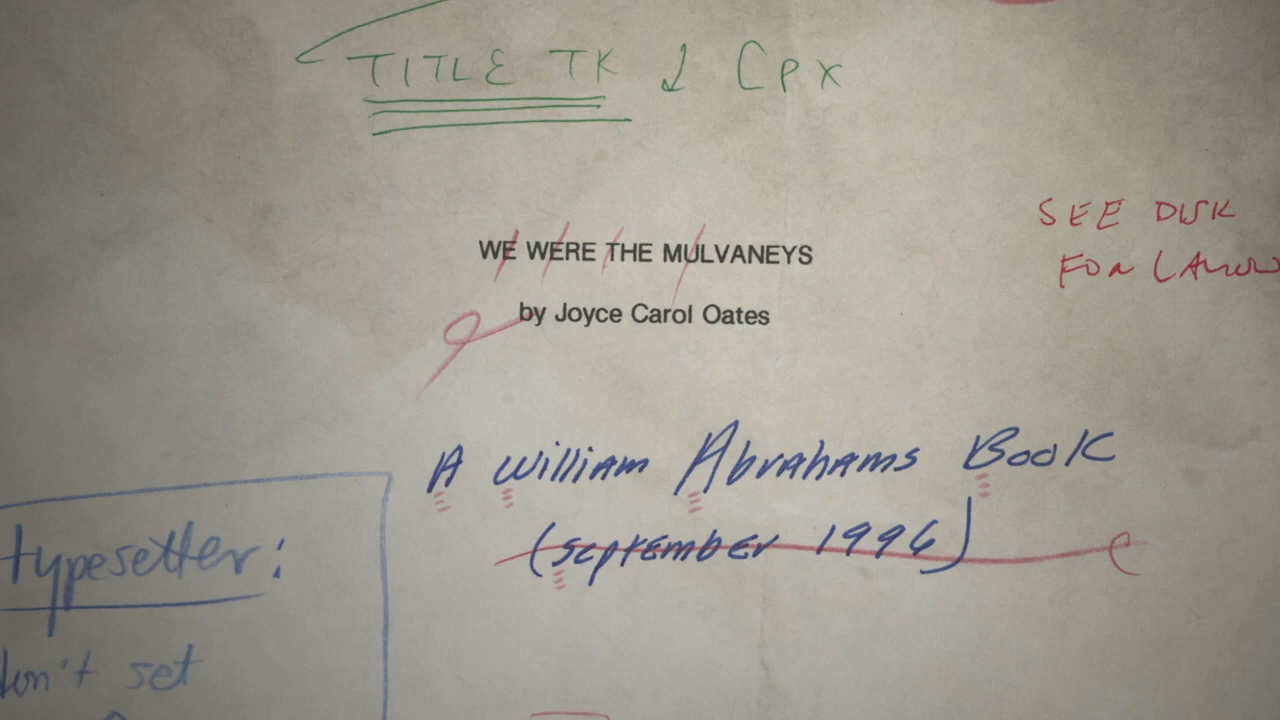 TITLE TK Cpx
SEE DISK
FOR
WE WERE THE MULVANEYS
by Joyce Carol Oates
A William Abrahams Book
(september 1996)
typesetter:
don't set